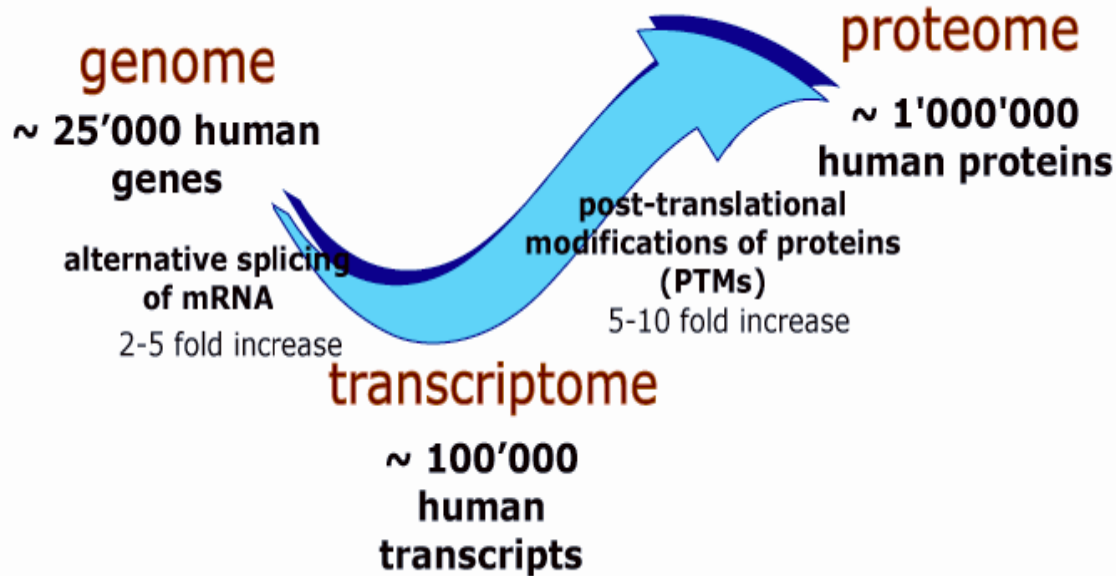 genome
~ 25’000 human
genes
alternative splicing
of mRNA
2-5 fold increase
transcriptome
~ 100’000
human
transcripts
post-translational
modifications of proteins
(PTMs)
5-10 fold increase
proteome
~ 1'000'000
human proteins